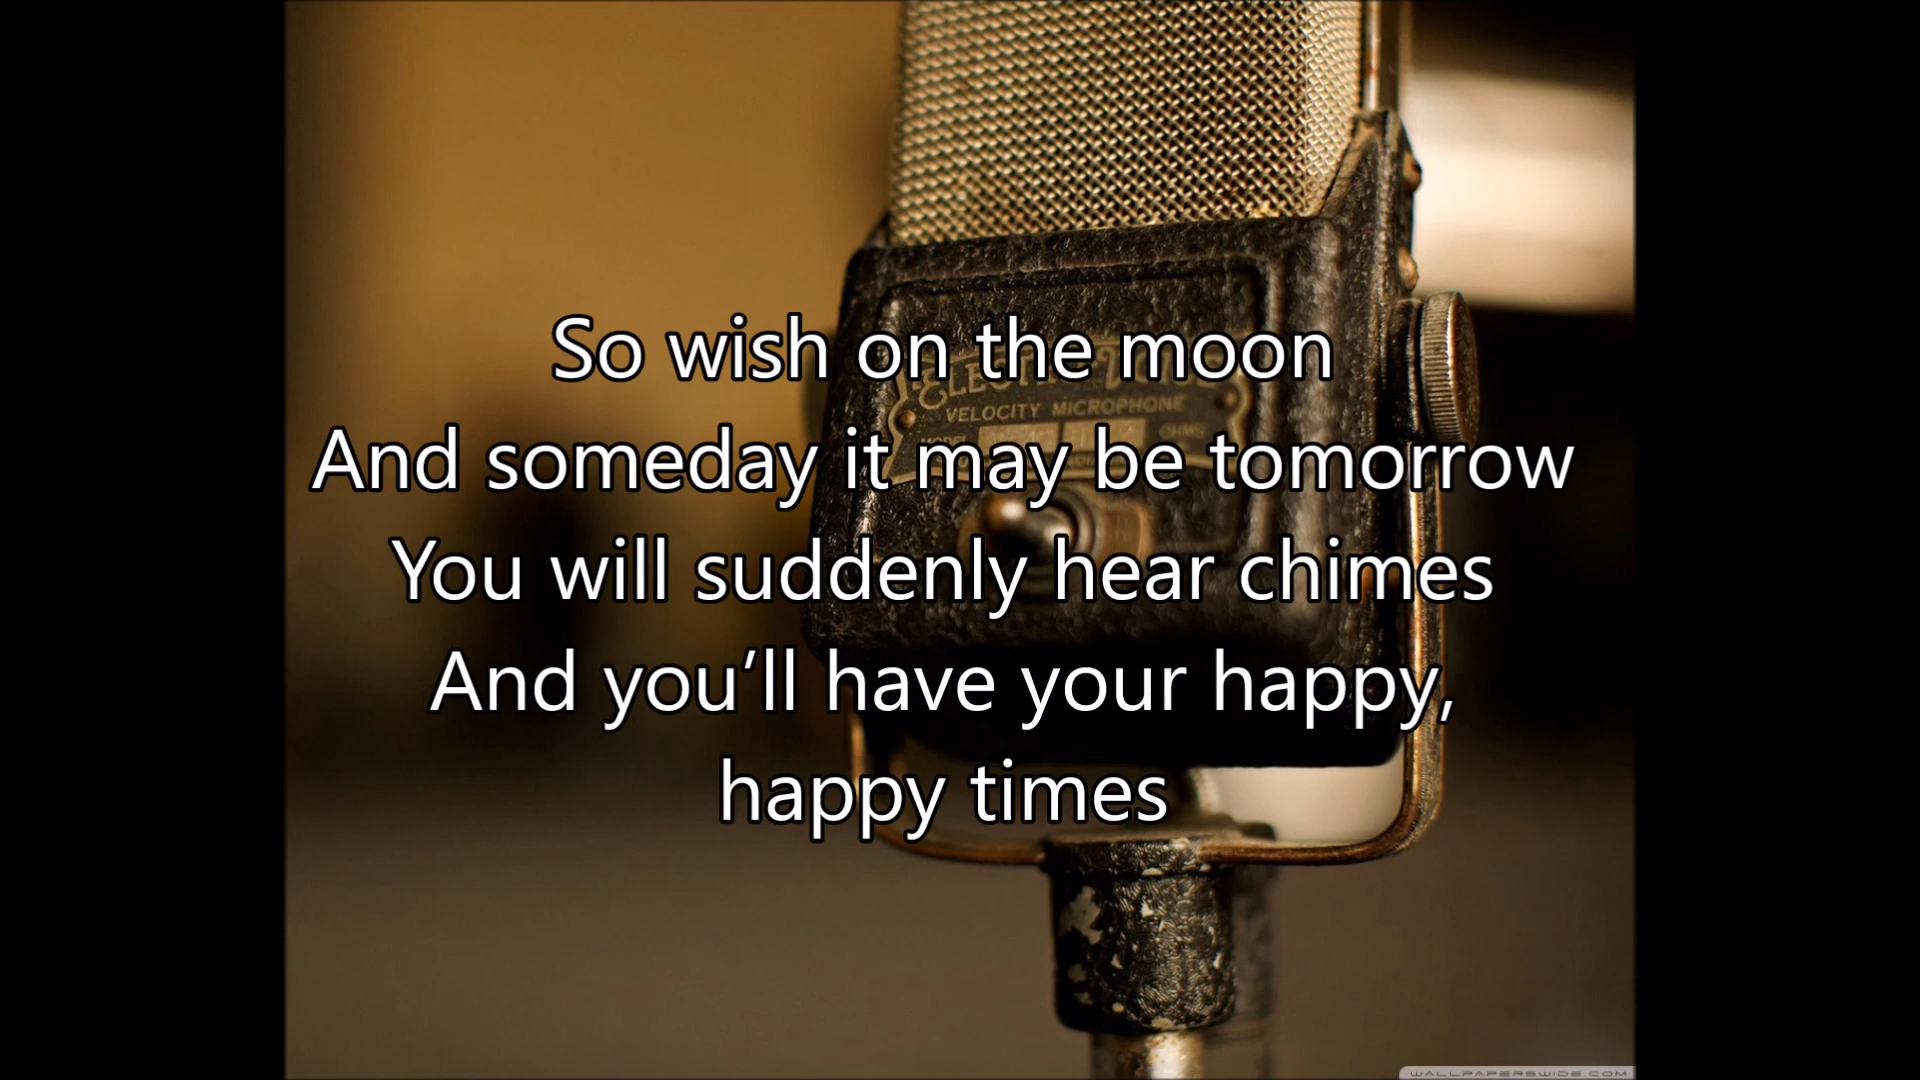 So wish on the moon
And someday it may be tomorrow
You will suddenly hear chimes
And you’ll have your happy,
happy times
VELOCITY MICROPHONE
WALLPAPERSWIDE.COM